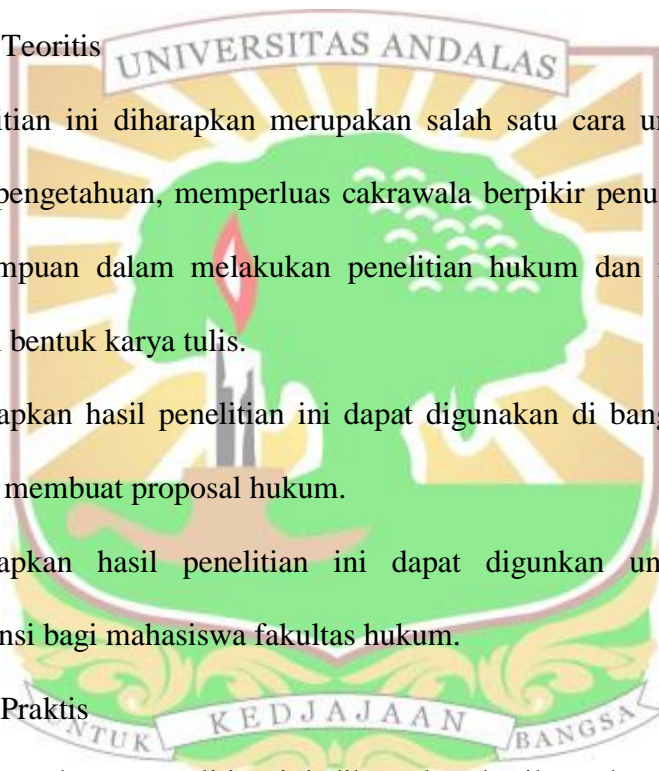 Teoritis
UNIVERSITAS ANDALAS
itian ini diharapkan merupakan salah satu cara u
pengetahuan, memperluas cakrawala berpikir penu
mpuan dalam melakukan penelitian hukum dan
bentuk karya tulis.
apkan hasil penelitian ini dapat digunakan di bang
membuat proposal hukum.
apkan hasil penelitian ini dapat digunkan un
nsi bagi mahasiswa fakultas hukum.
Praktis
UNTUK KEDJAJAAN BANGSA